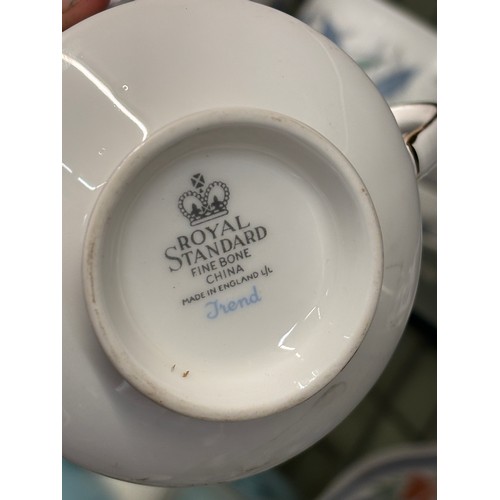 ROYAL
STANDARD
FINE BONE
CHINA
MADE IN ENGLAND L/L
Trend